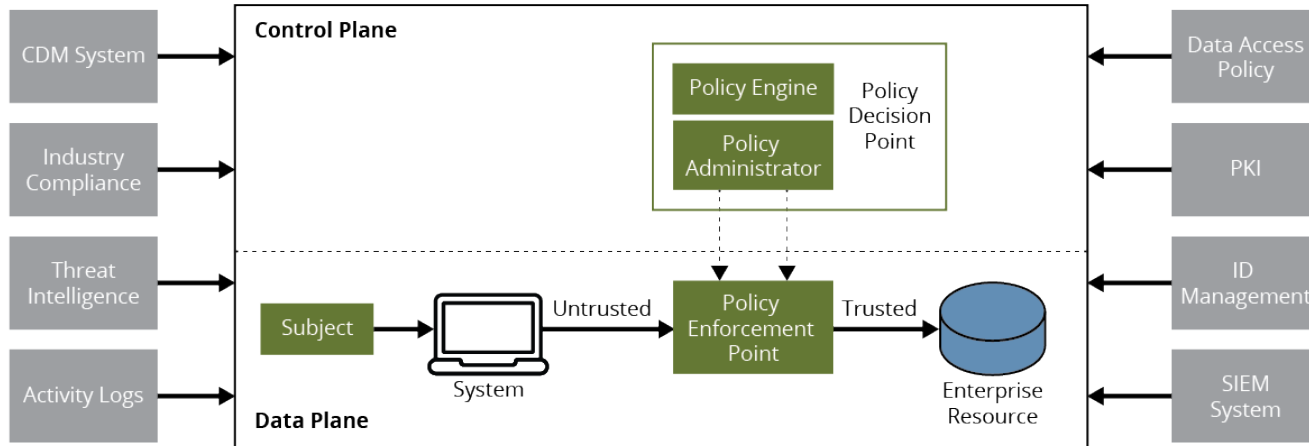 CDM System
Industry
Compliance
Threat
Intelligence
Activity Logs
Control Plane
Policy Engine
Policy
Administrator
Policy
Decision
Point
Subject
System
Untrusted
Policy
Enforcement
Point
Trusted
Enterprise
Resource
Data Plane
Data Access
Policy
PKI
ID
Management
SIEM
System